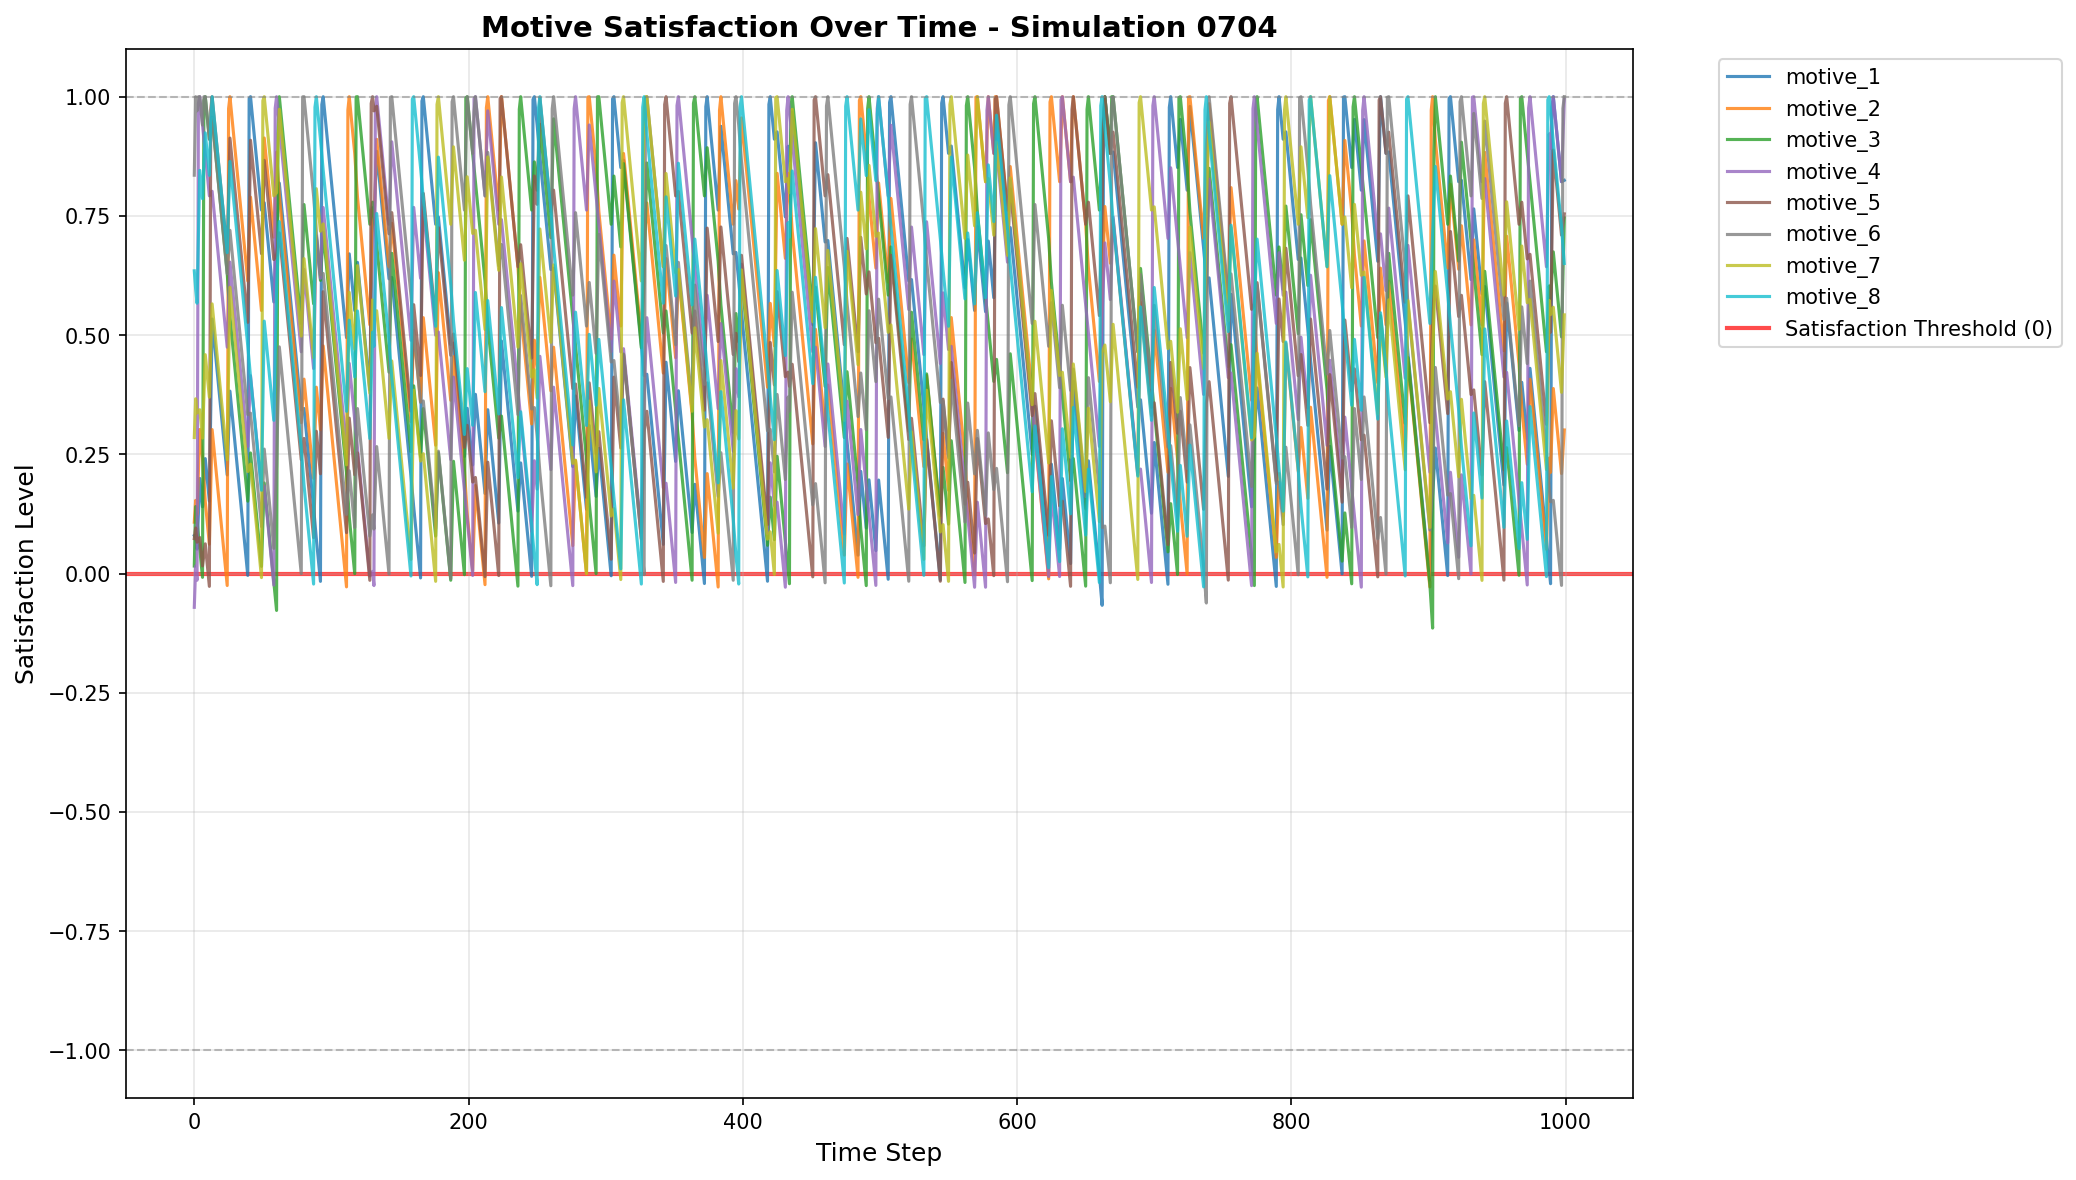 Motive Satisfaction Over Time - Simulation 0704
1.00
0.75
0.50
0.25
0.00
−0.25
−0.50
−0.75
−1.00
Satisfaction Level
0
200
400
600
800
1000
Time Step
motive_1
motive_2
motive_3
motive_4
motive_5
motive_6
motive_7
motive_8
Satisfaction Threshold (0)